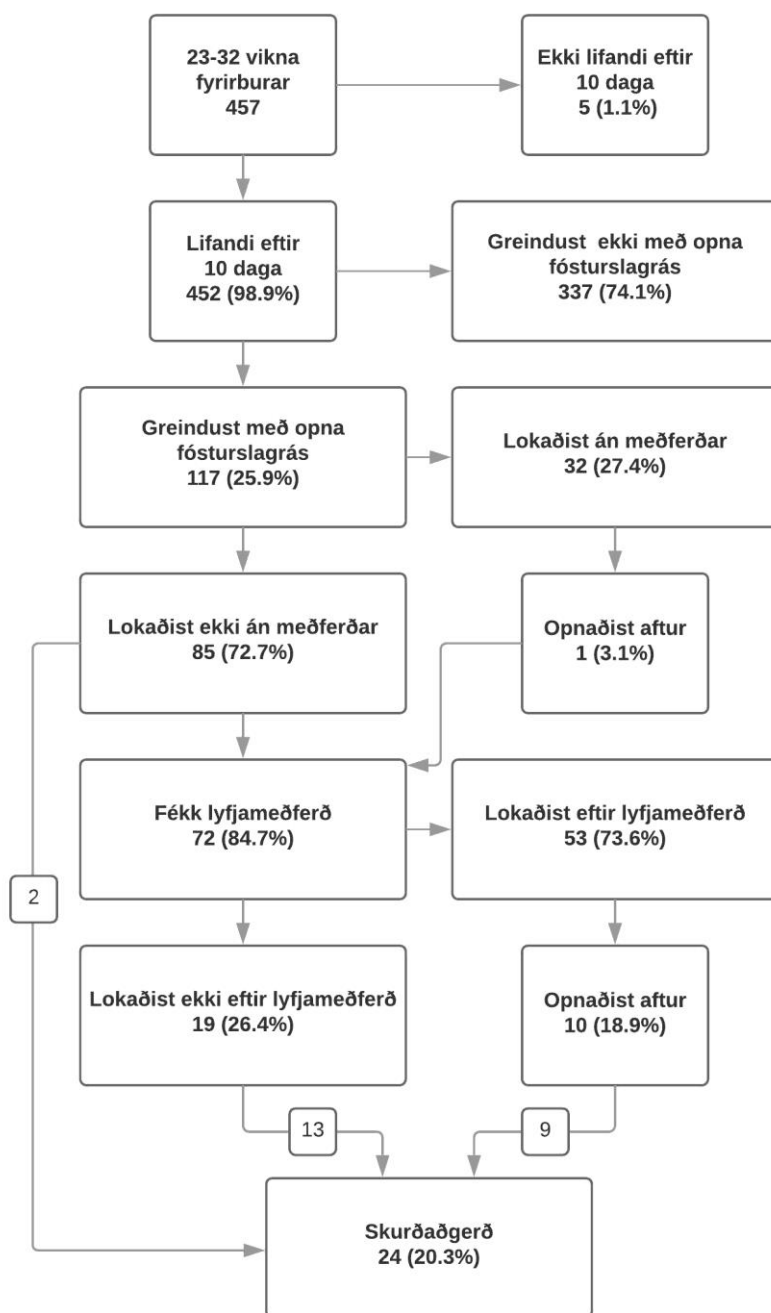 23-32 vikna
fyrirburar
457
Ekki lifandi eftir
10 daga
5 (1.1%)
Lifandi eftir
10 daga
452 (98.9%)
Greindust ekki með opna
fósturslagrás
337 (74.1%)
Greindust með opna
fósturslagrás
117 (25.9%)
Lokaðist án meðferðar
32 (27.4%)
Lokaðist ekki án meðferðar
85 (72.7%)
Opnaðist aftur
1 (3.1%)
Fékk lyfjameðferð
72 (84.7%)
Lokaðist eftir lyfjameðferð
53 (73.6%)
2
Lokaðist ekki eftir lyfjameðferð
19 (26.4%)
Opnaðist aftur
10 (18.9%)
13
9
Skurðaðgerð
24 (20.3%)